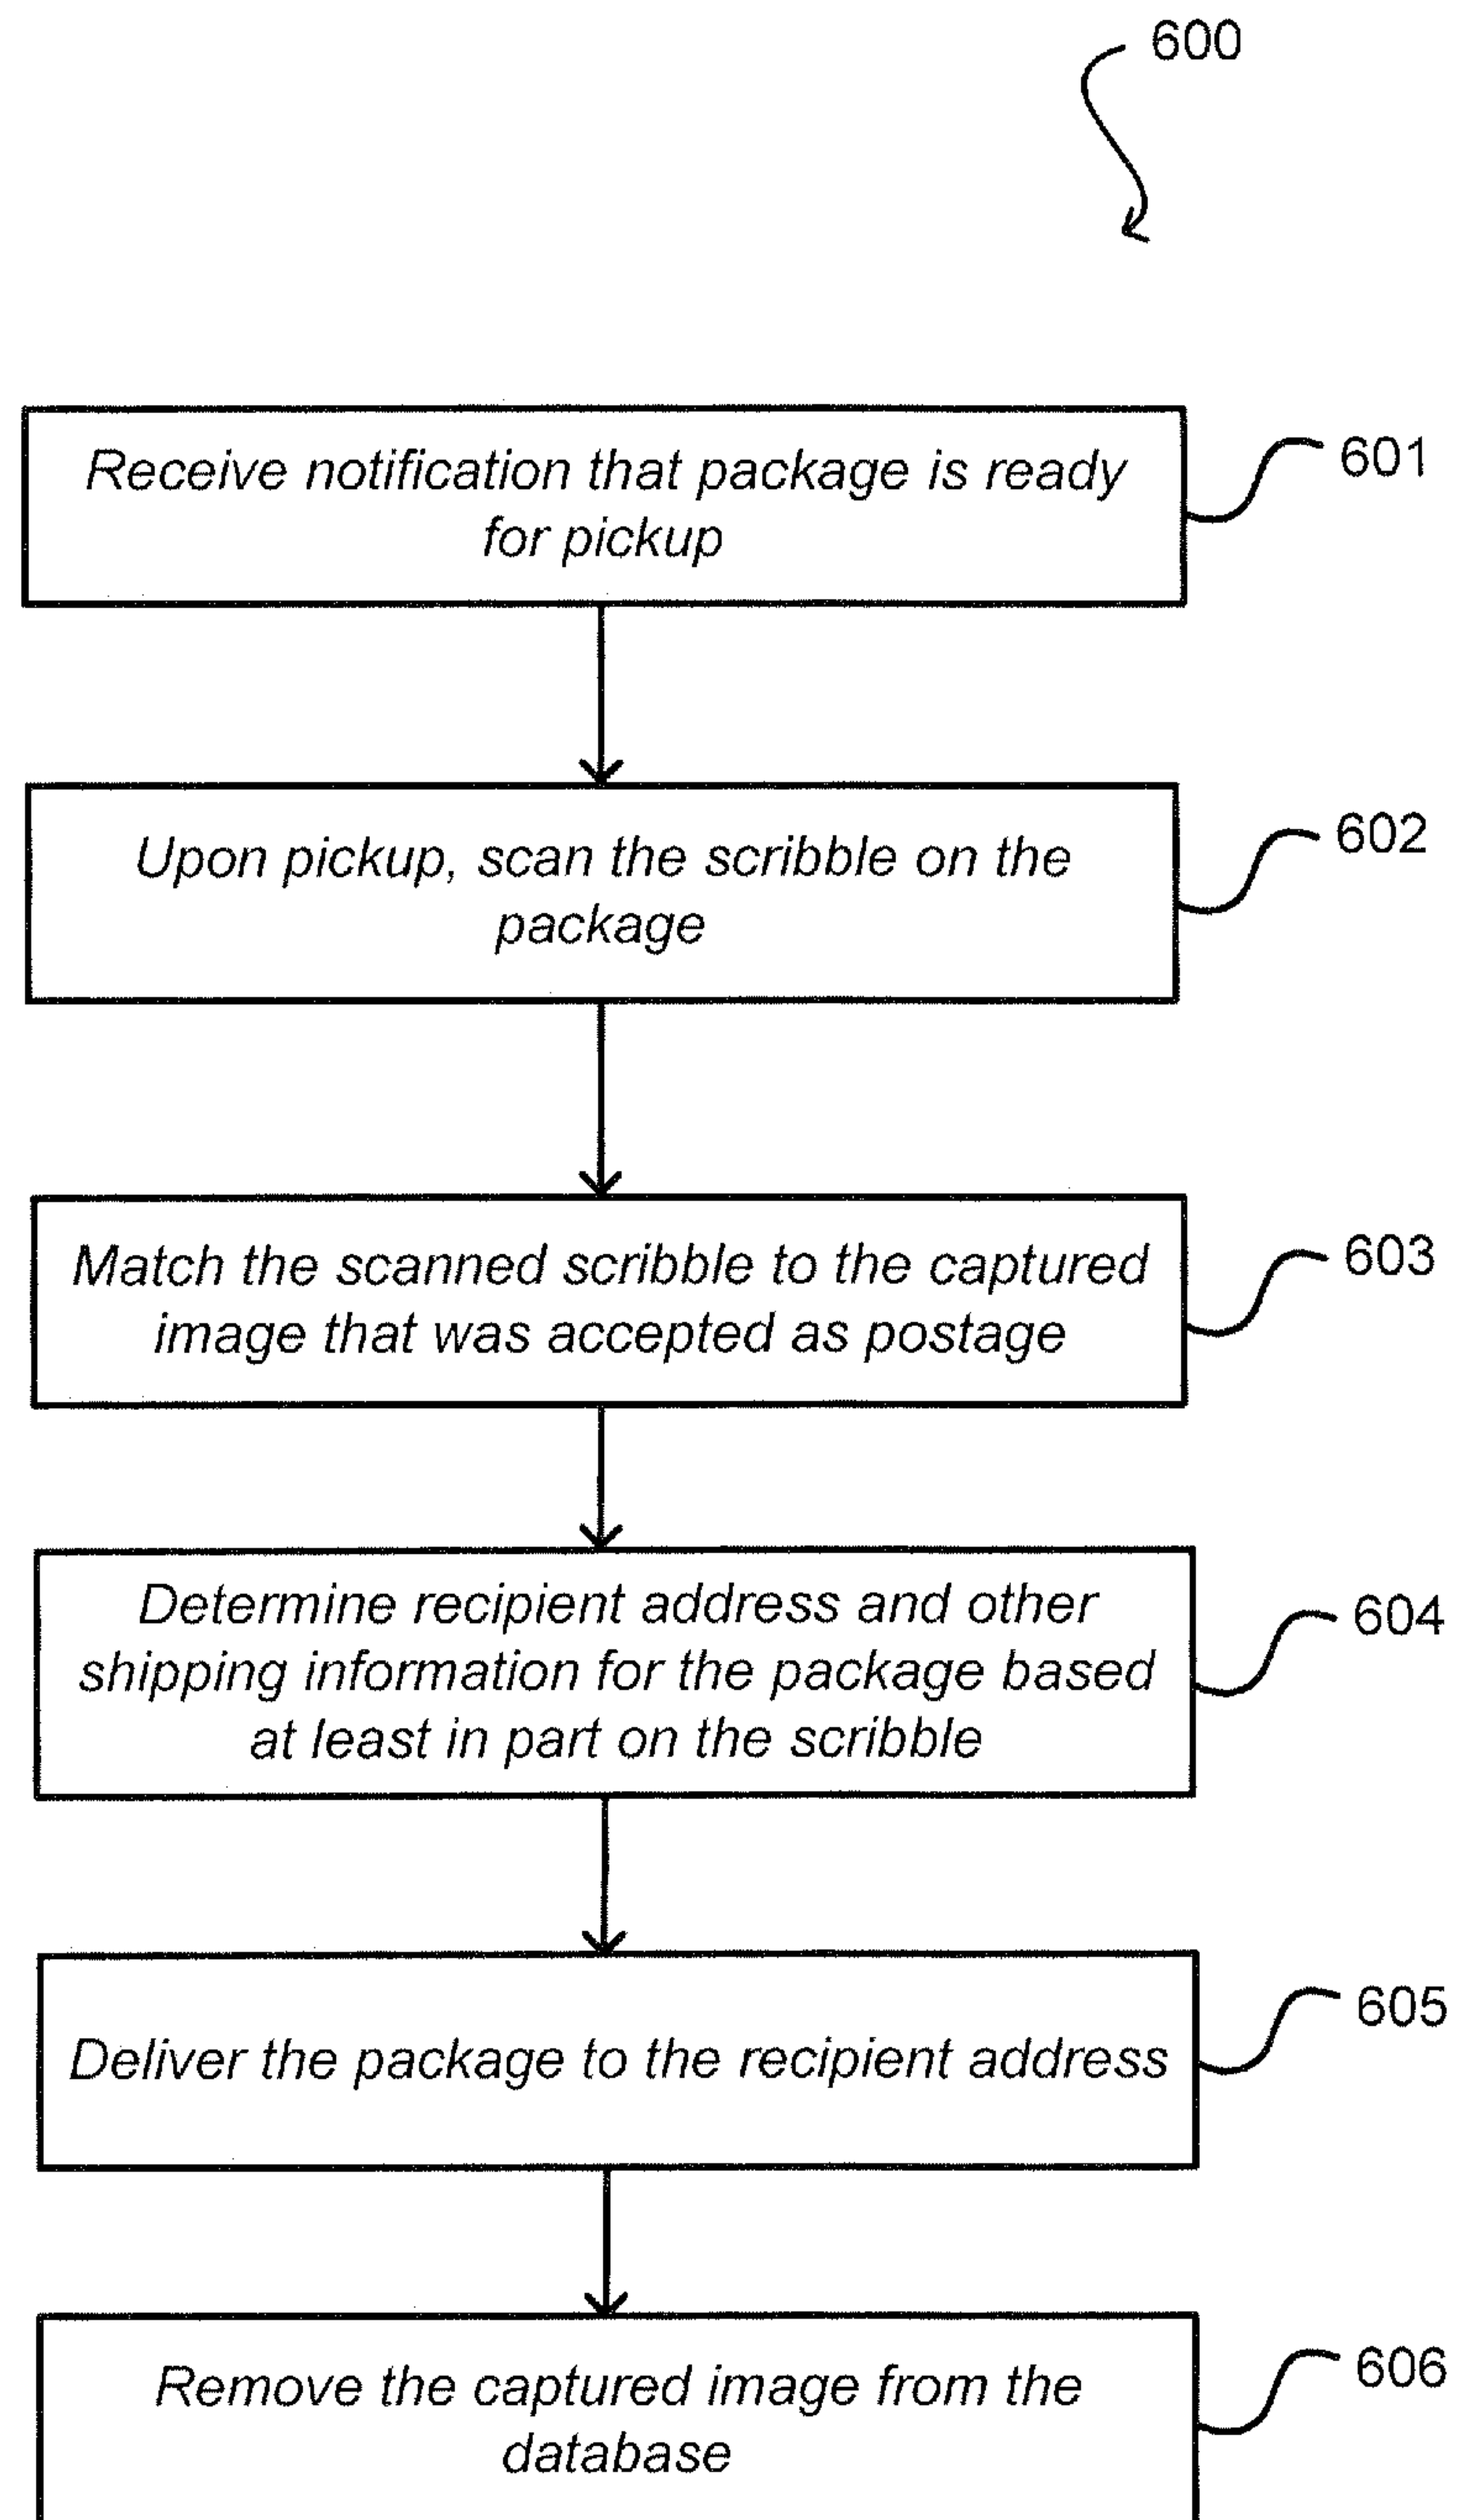 600
Receive notification that package is ready
for pickup
601
Upon pickup, scan the scribble on the
package
602
Match the scanned scribble to the captured
image that was accepted as postage
603
Determine recipient address and other
shipping information for the package based
at least in part on the scribble
604
Deliver the package to the recipient address
605
Remove the captured image from the
database
606